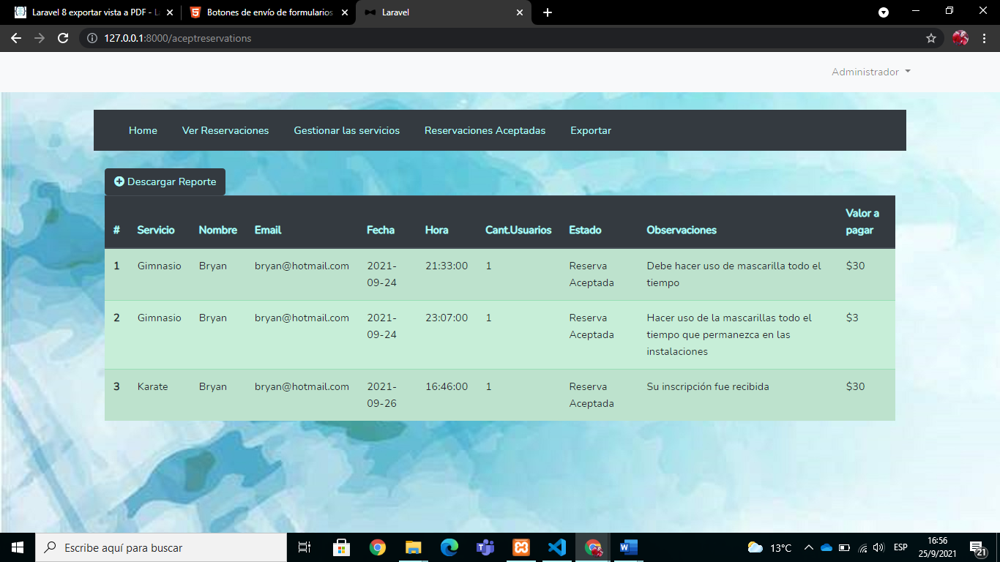 Laravel 8 exportar vista a PDF - La
Botones de envío de formularios
Laravel
127.0.0.1:8000/aceptreservations
Administrador
Home Ver Reservaciones Gestionar las servicios Reservaciones Aceptadas Exportar
Descargar Reporte
# Servicio Nombre Email Fecha Hora Cant.Usuarios Estado Observaciones Valor a pagar
1 Gimnasio Bryan bryan@hotmail.com 2021-09-24 21:33:00 1 Reserva Aceptada Debe hacer uso de mascarilla todo el tiempo $30
2 Gimnasio Bryan bryan@hotmail.com 2021-09-24 23:07:00 1 Reserva Aceptada Hacer uso de la mascarillas todo el tiempo que permanezca en las instalaciones $3
3 Karate Bryan bryan@hotmail.com 2021-09-26 16:46:00 1 Reserva Aceptada Su inscripción fue recibida $30
Escribe aquí para buscar
13°C
ESP
16:56
25/9/2021
21